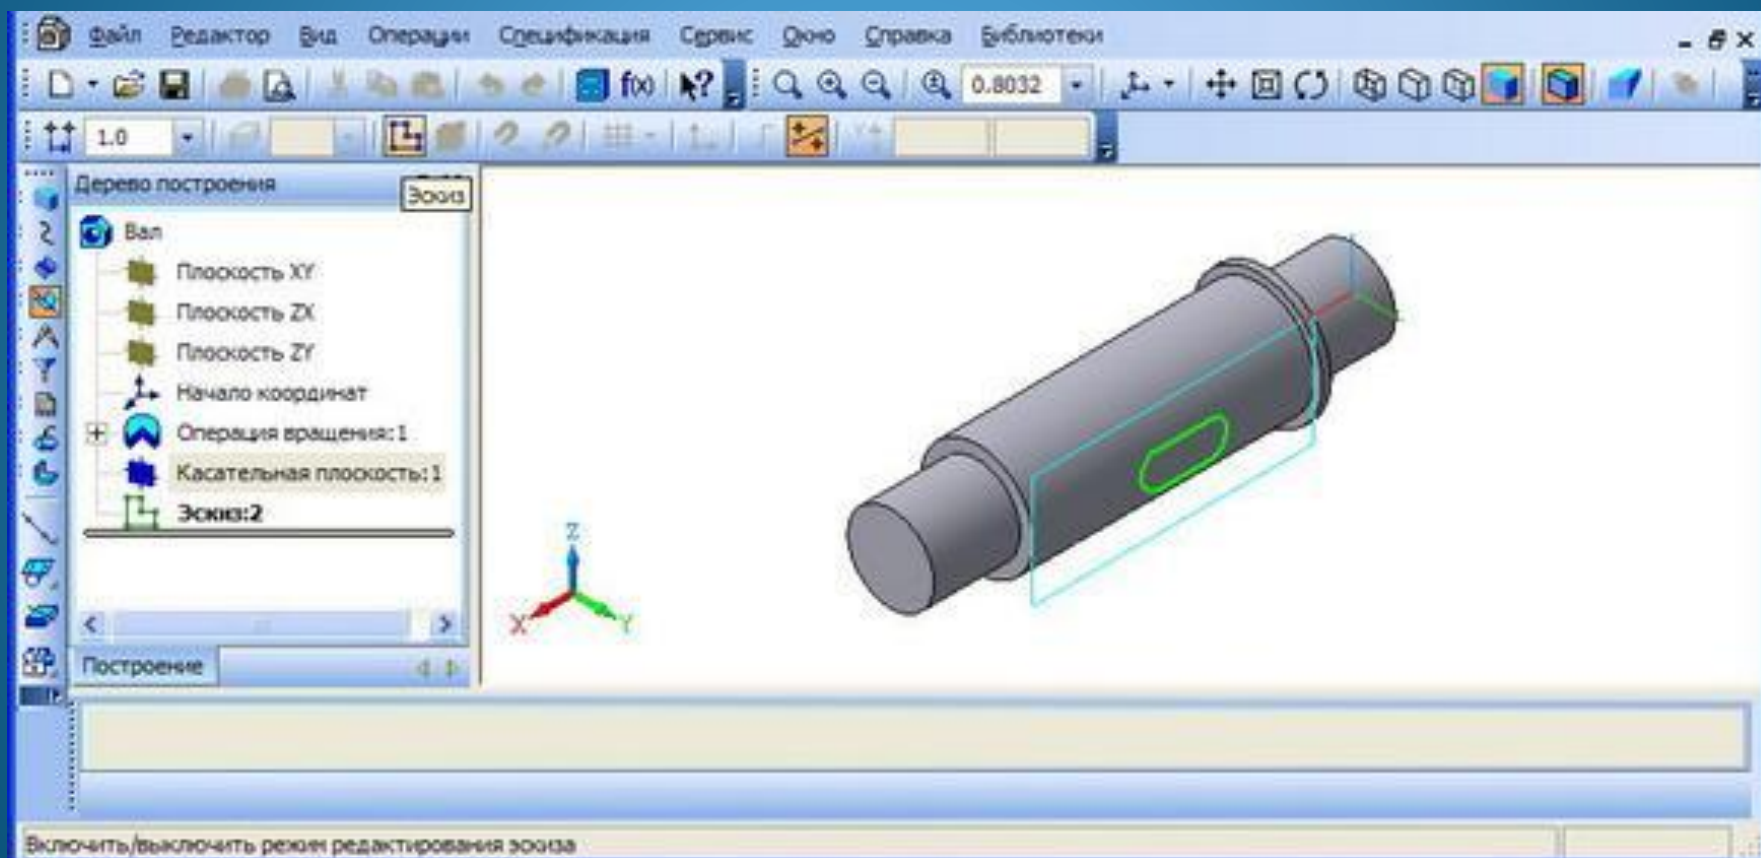 Файл Редактор Вид Операции Спецификация Сервис Окно Справка Библиотеки
f(x) 0.8032
1.0
Дерево построения
Эскиз
Вал
Плоскость XY
Плоскость ZX
Плоскость ZY
Начало координат
Операция вращения:1
Касательная плоскость:1
Эскиз:2
Z
X
Y
Построение
Включить/выключить режим редактирования эскиза